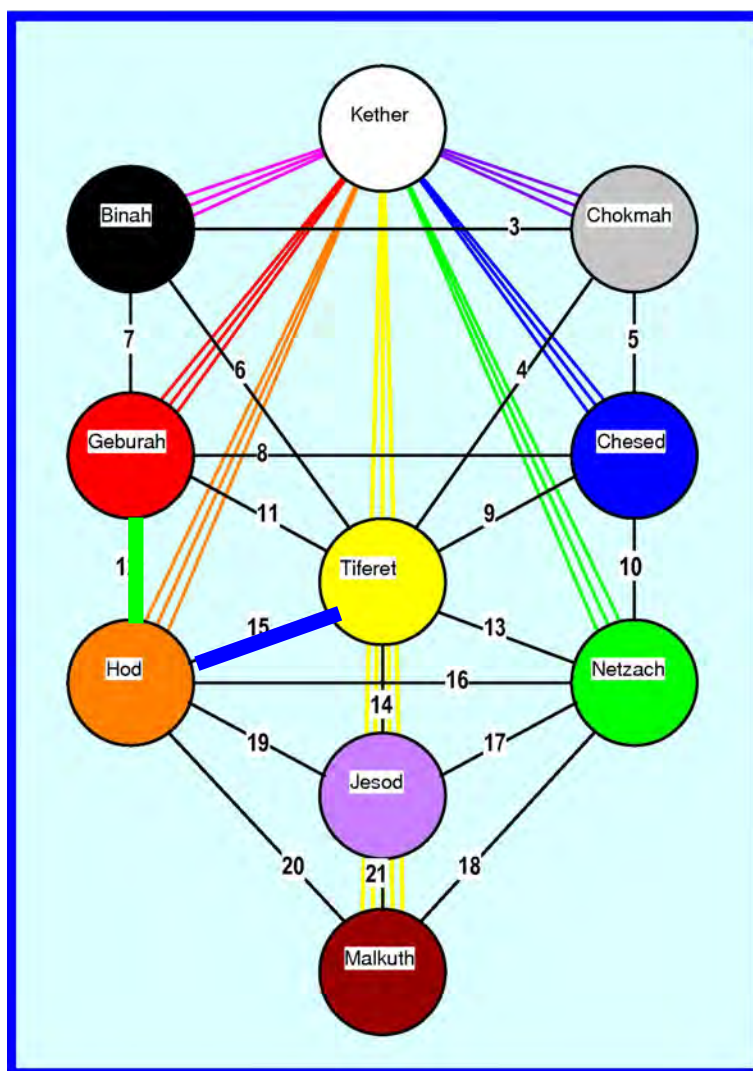 Kether
Binah
Chokmah
3
7
6
4
5
Geburah
8
Chesed
11
9
Tiferet
10
15
13
Hod
16
Netzach
14
19
17
Jesod
20
21
18
Malkuth